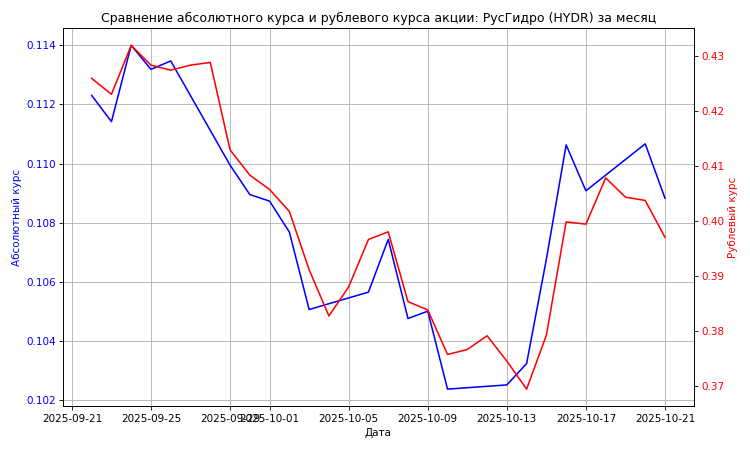 Сравнение абсолютного курса и рублевого курса акции: РусГидро (HYDR) за месяц
0.114
0.112
0.110
0.108
0.106
0.104
0.102
Абсолютный курс
0.43
0.42
0.41
0.40
0.39
0.38
0.37
Рублевый курс
2025-09-21 2025-09-25 2025-09-29 2025-10-01 2025-10-05 2025-10-09 2025-10-13 2025-10-17 2025-10-21
Дата